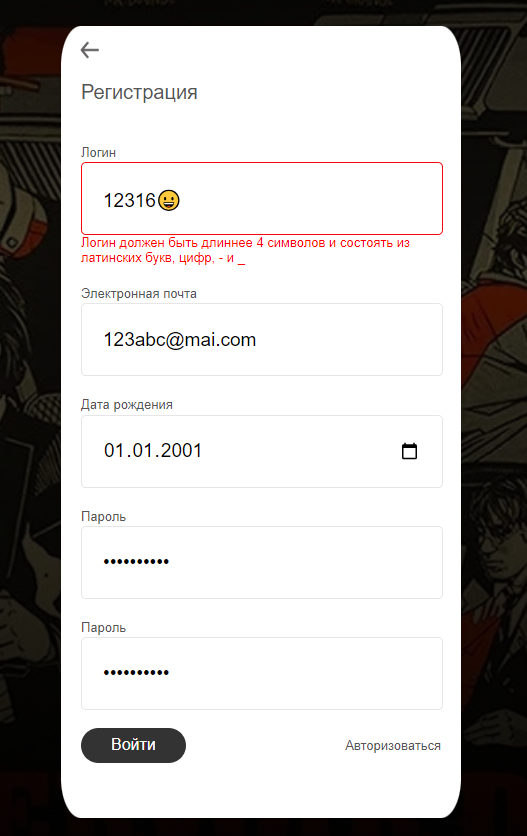 Регистрация
Логин
12316😀
Логин должен быть длиннее 4 символов и состоять из
латинских букв, цифр, - и _
Электронная почта
123abc@mai.com
Дата рождения
01.01.2001
Пароль
••••••••••
Пароль
••••••••••
Войти
Авторизоваться